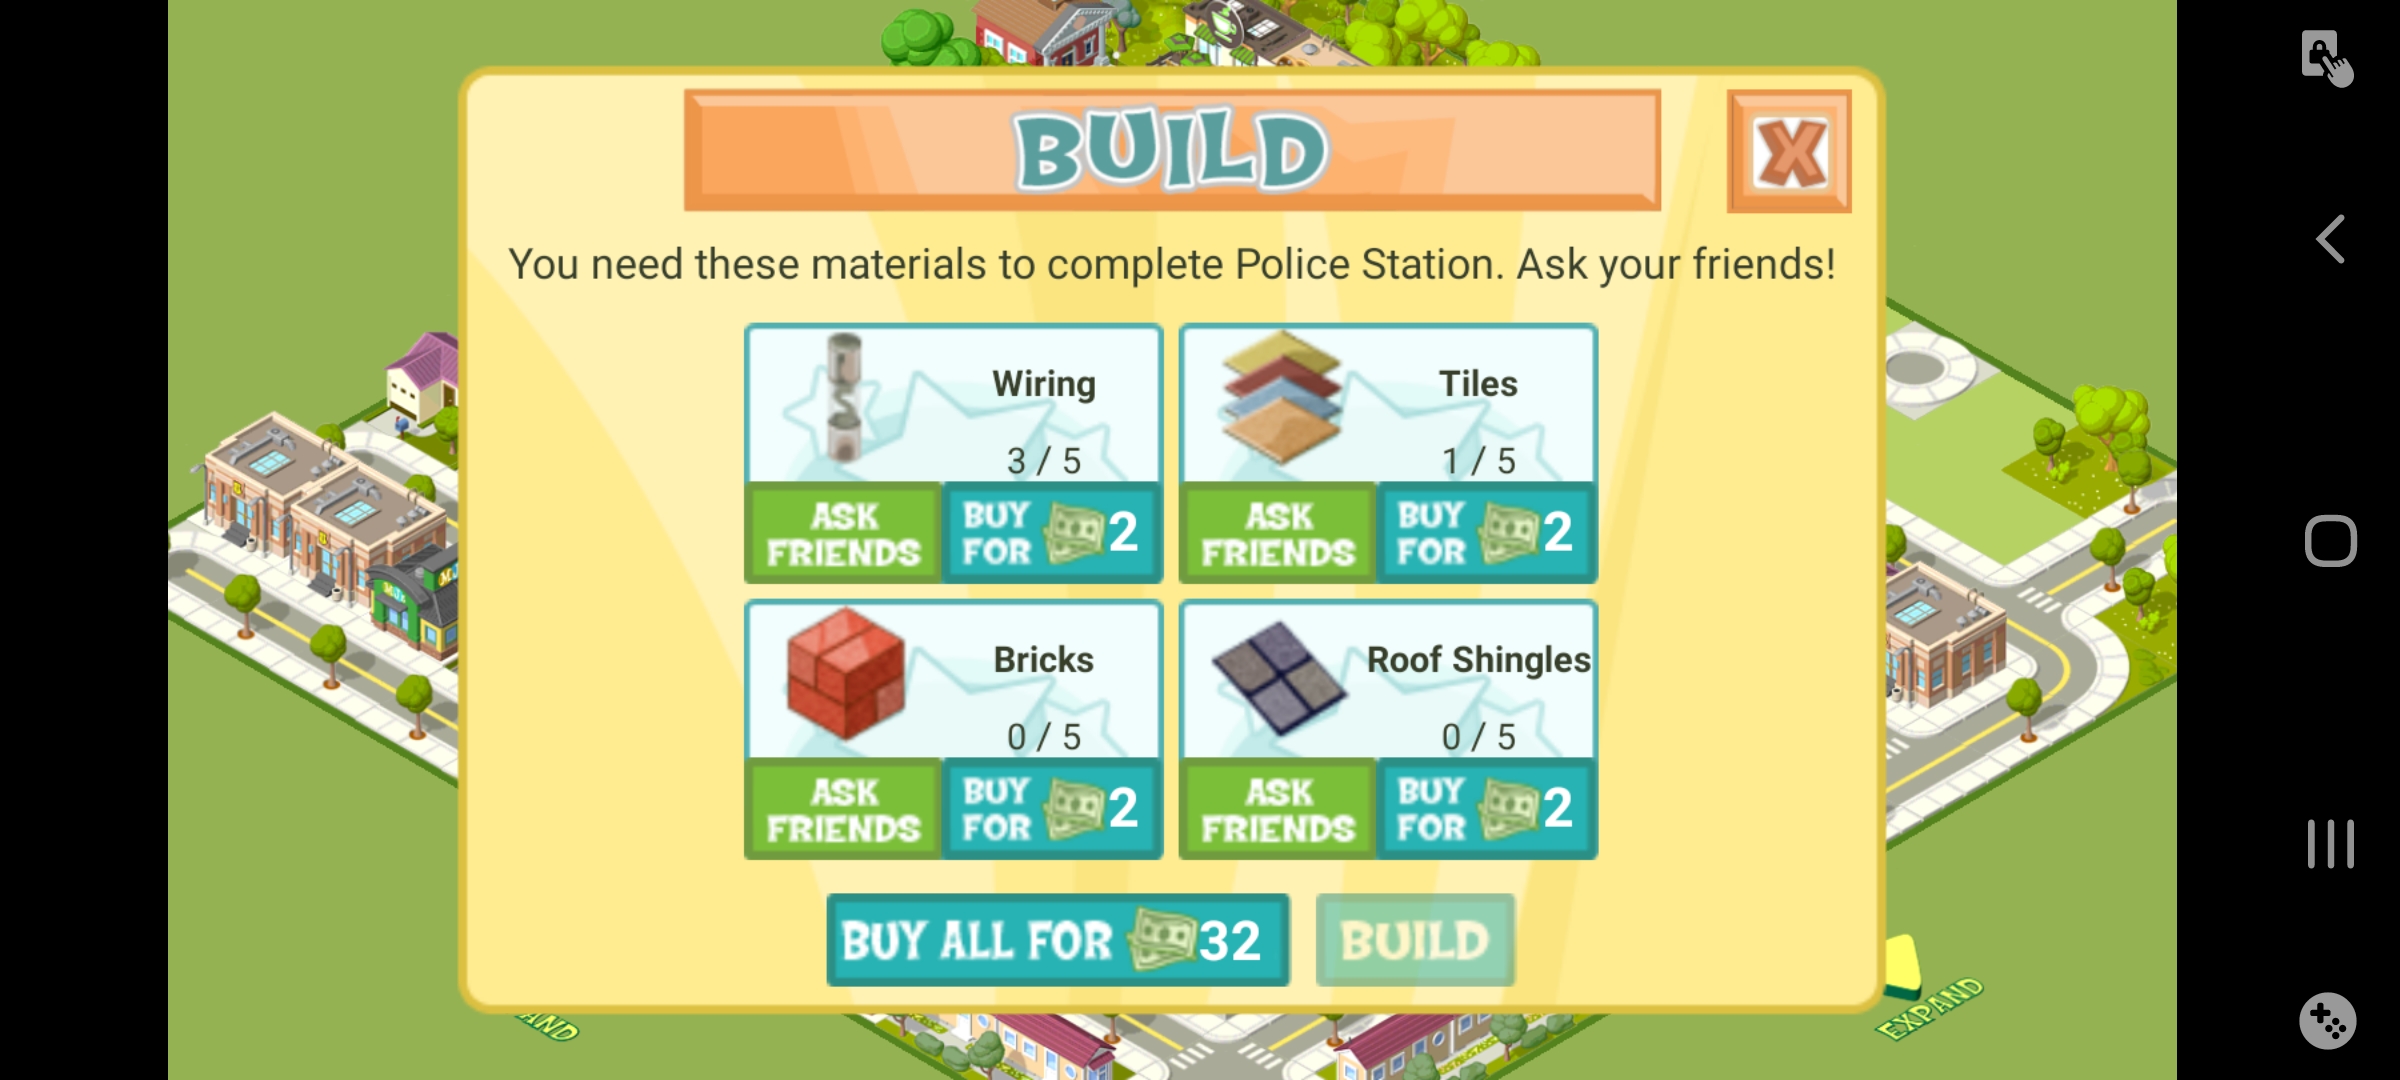 BUILD
X
You need these materials to complete Police Station. Ask your friends!
Wiring
3 / 5
ASK
FRIENDS
BUY
FOR
2
Tiles
1 / 5
ASK
FRIENDS
BUY
FOR
2
Bricks
0 / 5
ASK
FRIENDS
BUY
FOR
2
Roof Shingles
0 / 5
ASK
FRIENDS
BUY
FOR
2
BUY ALL FOR 32
BUILD
AND
EXPAND